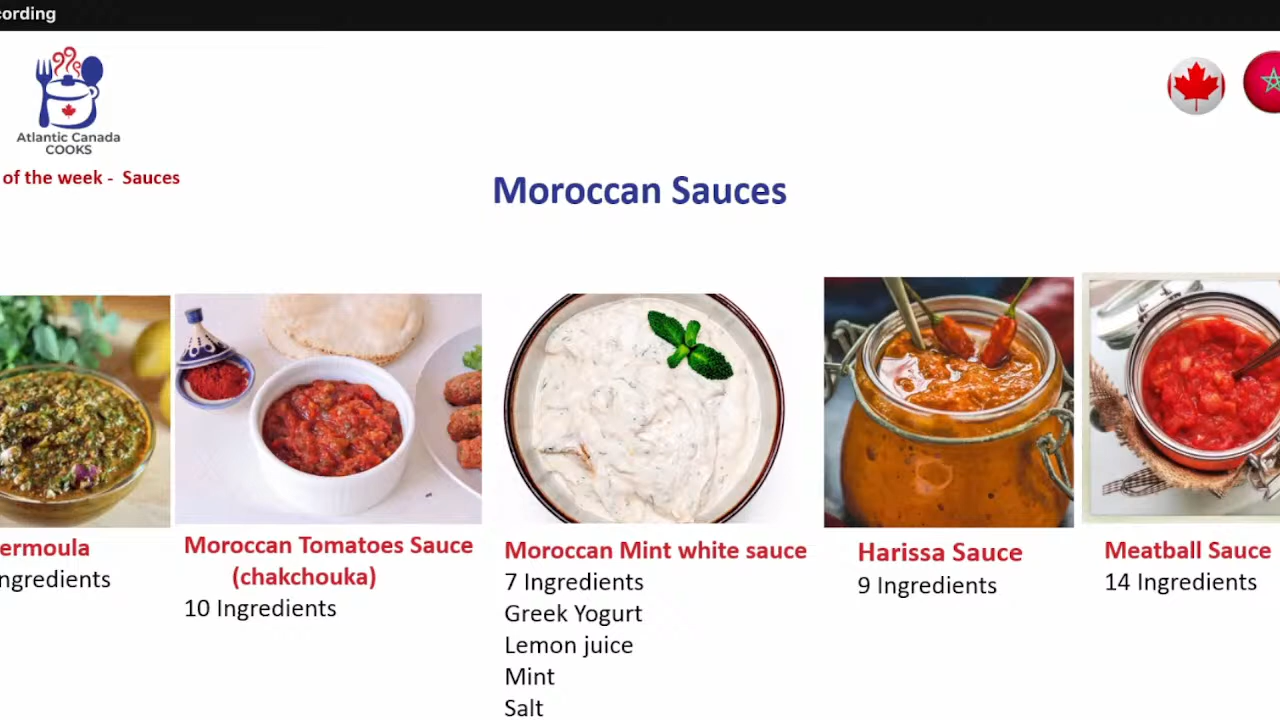 cording
Atlantic Canada
COOKS
of the week - Sauces
Moroccan Sauces
ermoula
ngredients
Moroccan Tomatoes Sauce
(chakchouka)
10 Ingredients
Moroccan Mint white sauce
7 Ingredients
Greek Yogurt
Lemon juice
Mint
Salt
Harissa Sauce
9 Ingredients
Meatball Sauce
14 Ingredients